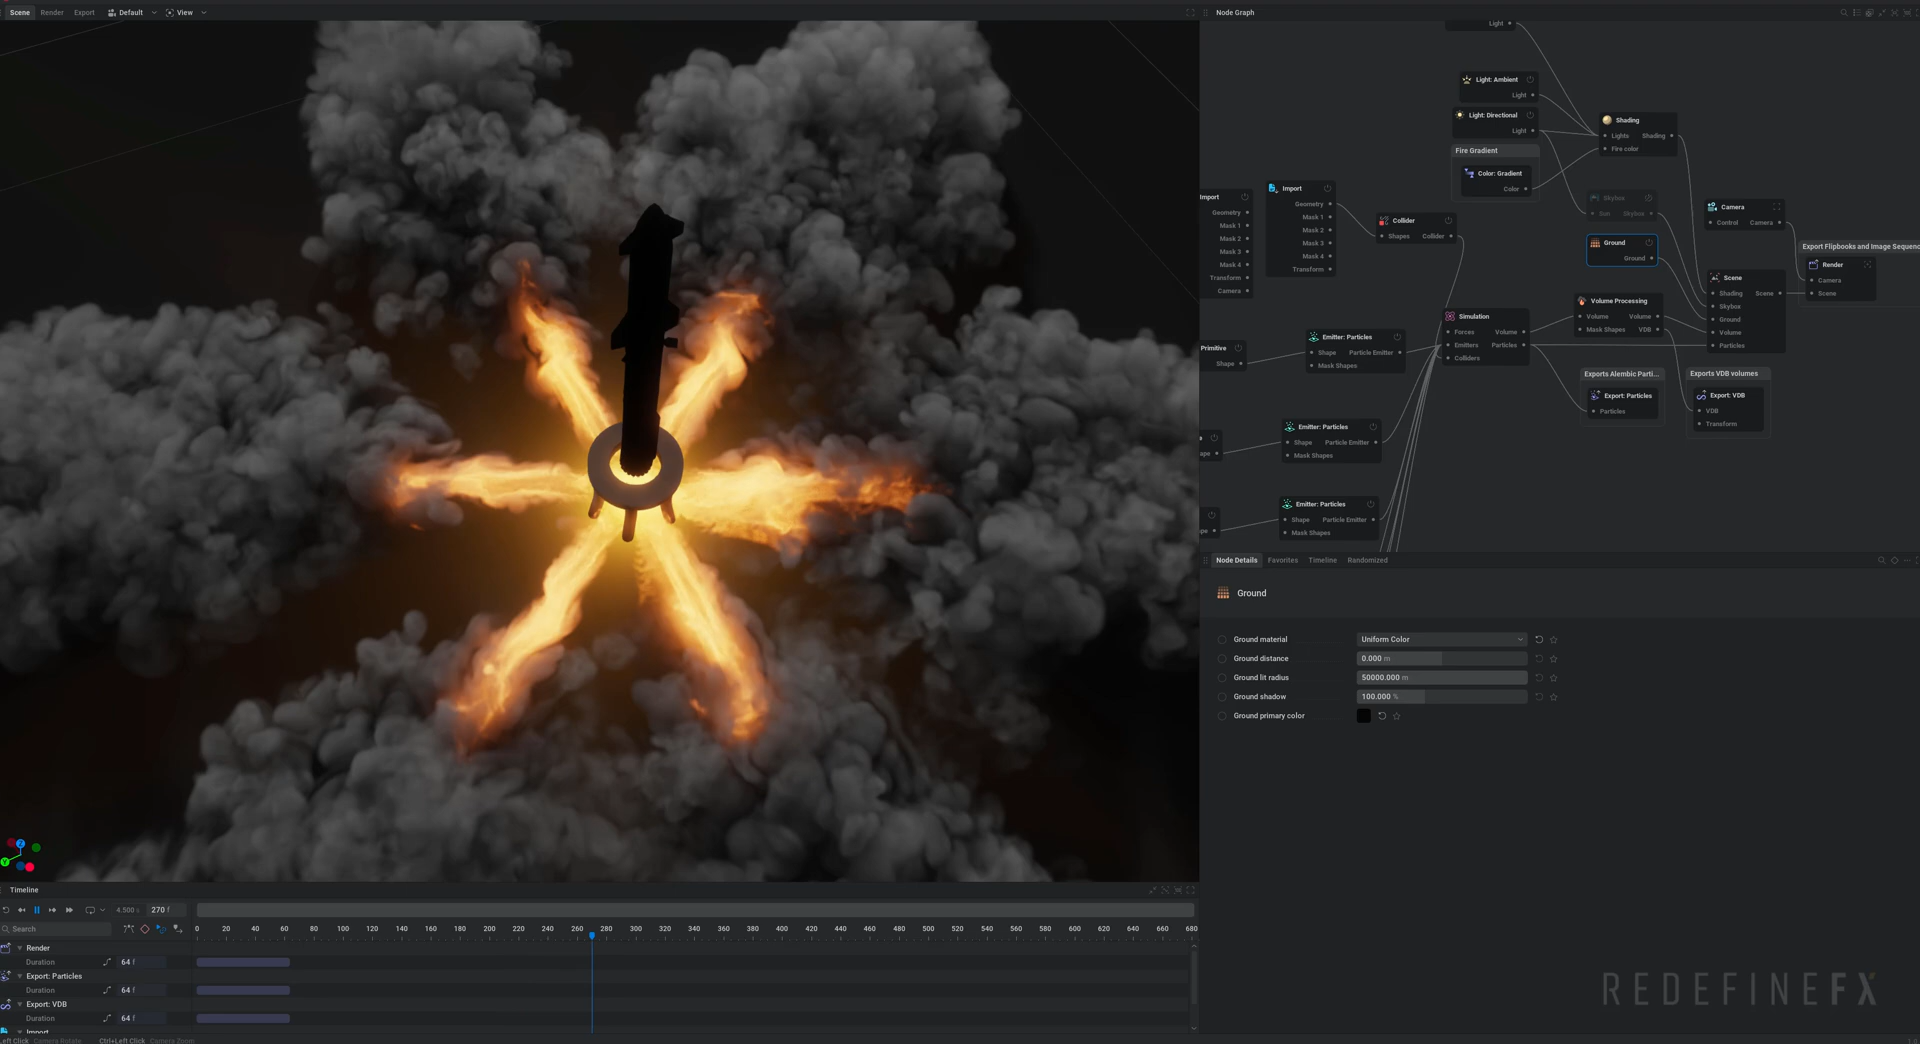 Scene Render Export Default View
Node Graph
Light
Light: Ambient
Light
Light: Directional
Light
Shading
Lights Shading
Fire color
Fire Gradient
Color: Gradient
Color
Import
Geometry
Mask 1
Mask 2
Mask 3
Mask 4
Transform
Camera
Import
Geometry
Mask 1
Mask 2
Mask 3
Mask 4
Transform
Collider
Shapes Collider
Skybox
Sun Skybox
Ground
Ground
Camera
Control Camera
Export Flipbooks and Image Sequenc
Render
Camera
Scene
Scene
Shading Scene
Skybox
Ground
Volume
Particles
Volume Processing
Volume Volume
Mask Shapes VDB
Simulation
Forces Volume
Emitters Particles
Colliders
Primitive
Shape
Emitter: Particles
Shape Particle Emitter
Mask Shapes
Exports Alembic Parti...
Export: Particles
Particles
Exports VDB volumes
Export: VDB
VDB
Transform
ape
Emitter: Particles
Shape Particle Emitter
Mask Shapes
pe
Emitter: Particles
Shape Particle Emitter
Mask Shapes
Node Details Favorites Timeline Randomized
Ground
Ground material Uniform Color
Ground distance 0.000 m
Ground lit radius 50000.000 m
Ground shadow 100.000 %
Ground primary color
Z
Y
Timeline
4.500 s 270 f
Search
0 20 40 60 80 100 120 140 160 180 200 220 240 260 280 300 320 340 360 380 400 420 440 460 480 500 520 540 560 580 600 620 640 660 680
Render
Duration 64 f
Export: Particles
Duration 64 f
Export: VDB
Duration 64 f
Import
Left Click Camera Rotate Ctrl+Left Click Camera Zoom
REDEFINEFX